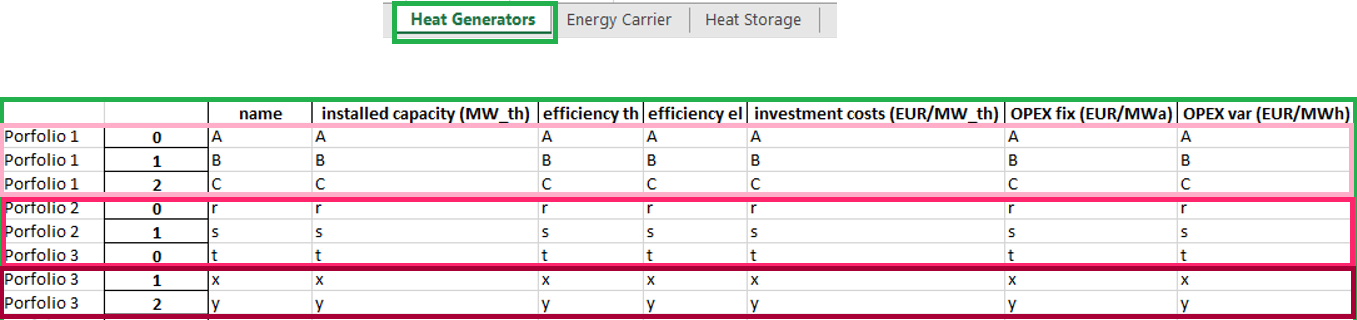 Heat Generators Energy Carrier Heat Storage
name installed capacity (MW_th) efficiency th efficiency el investment costs (EUR/MW_th) OPEX fix (EUR/MWa) OPEX var (EUR/MWh)
Porfolio 1 0 A A A A A A A
Porfolio 1 1 B B B B B B B
Porfolio 1 2 C C C C C C C
Porfolio 2 0 r r r r r r r
Porfolio 2 1 s s s s s s s
Porfolio 3 0 t t t t t t t
Porfolio 3 1 x x x x x x x
Porfolio 3 2 y y y y y y y